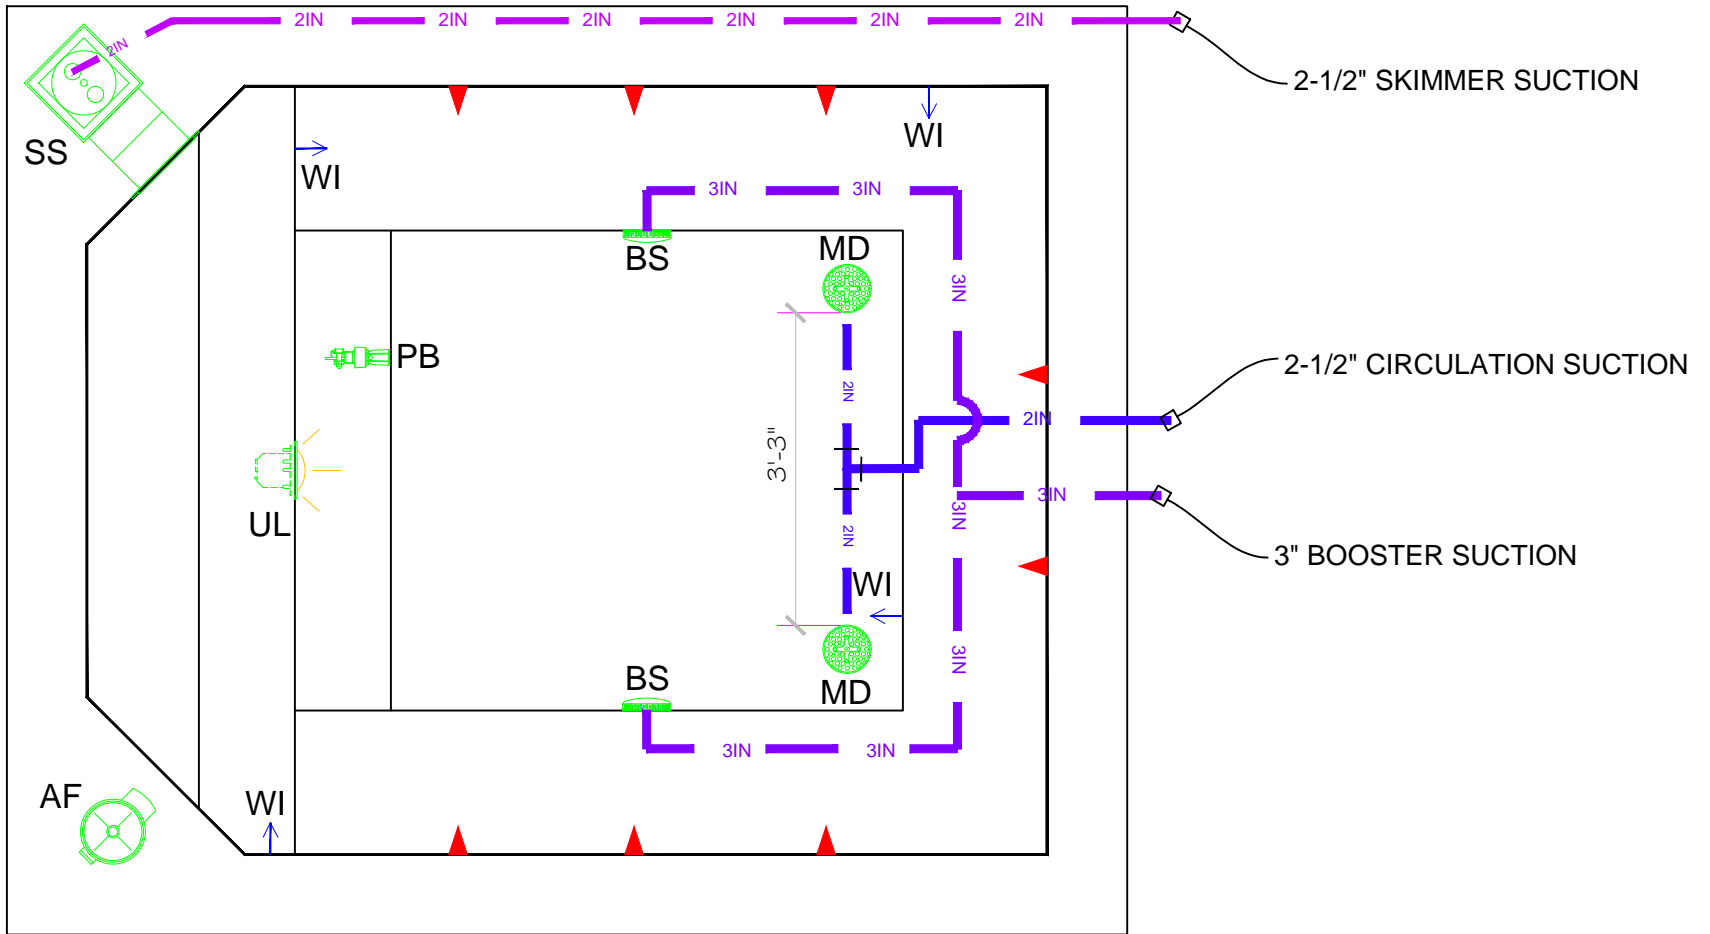 2IN 2IN 2IN 2IN 2IN 2IN
2IN
2-1/2" SKIMMER SUCTION
SS
WI
WI
3IN 3IN
BS
MD
3IN
PB
2IN
2-1/2" CIRCULATION SUCTION
2IN
3'-3"
UL
2IN
3IN
3IN
3" BOOSTER SUCTION
WI
3IN
BS
MD
3IN 3IN
AF
WI